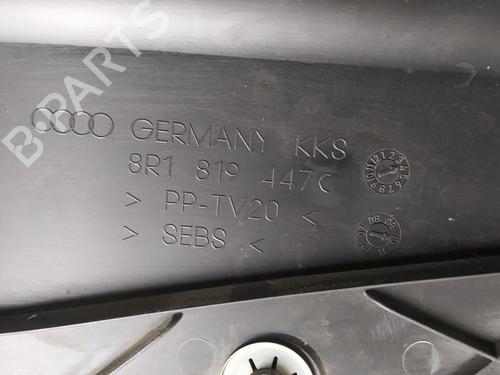 B-PARTS
GERMANY KKS
8R1 819 447C
> PP-TV20 <
> SEBS <